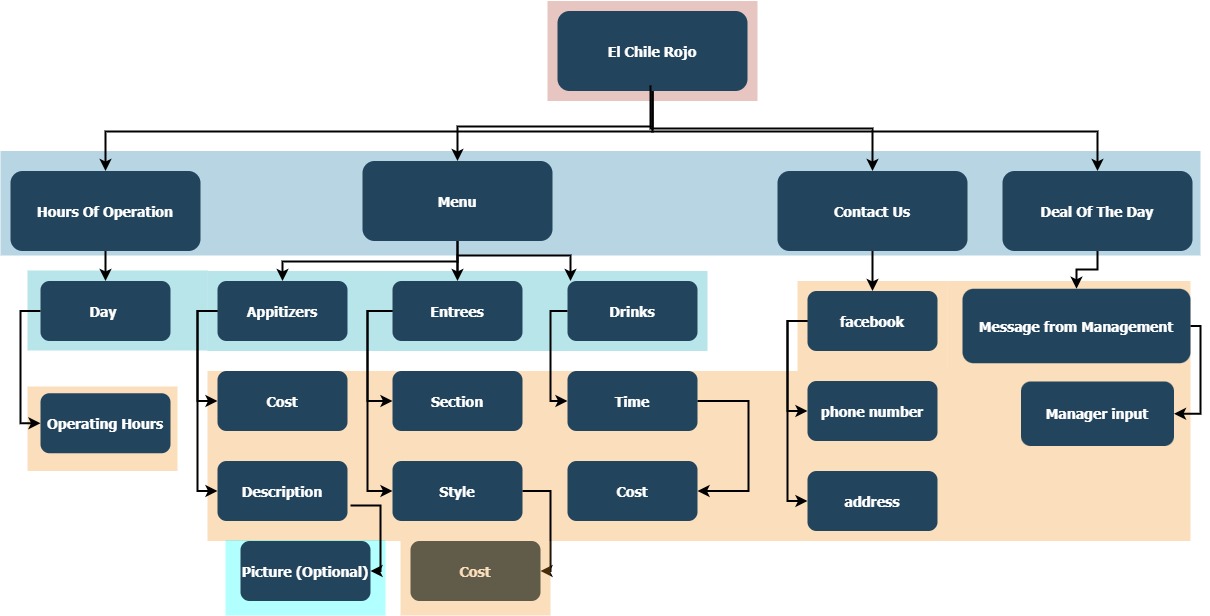 El Chile Rojo
Hours Of Operation
Menu
Contact Us
Deal Of The Day
Day
Appitizers
Entrees
Drinks
facebook
Message from Management
Cost
Section
Time
phone number
Manager input
Operating Hours
Description
Style
Cost
address
Picture (Optional)
Cost